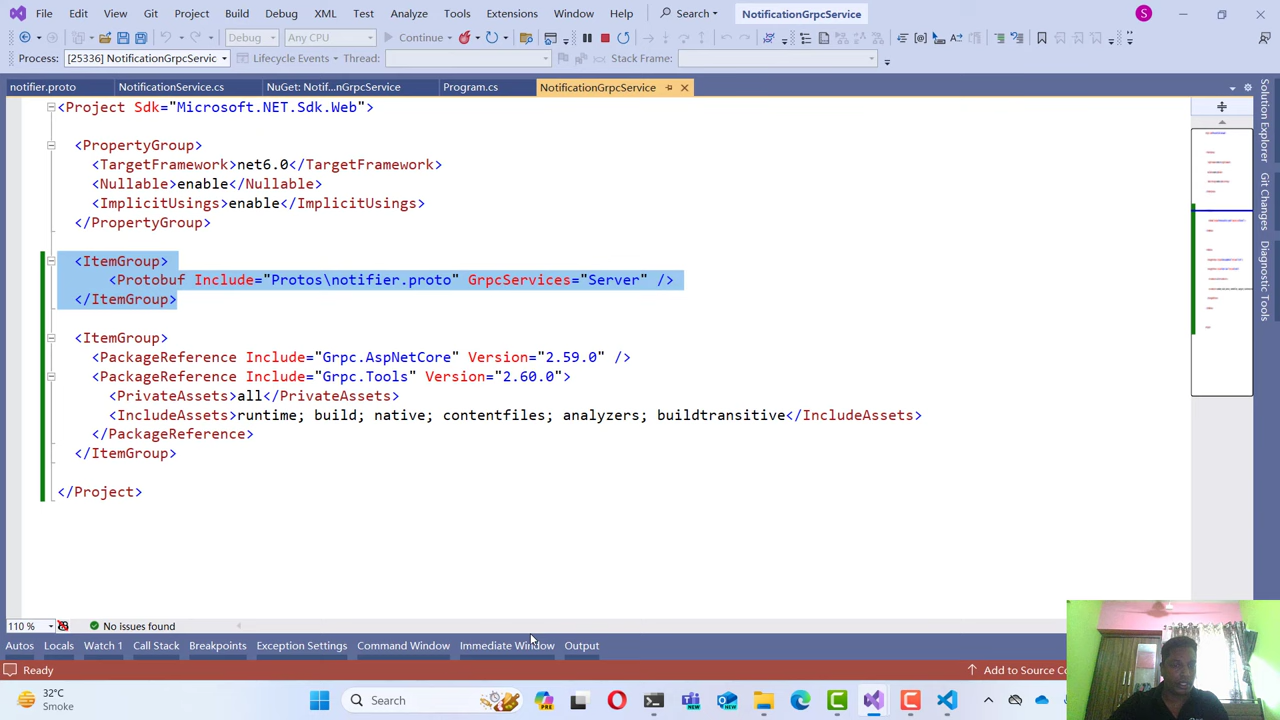 File Edit View Git Project Build Debug XML Test Analyze Tools Extensions Window Help Search NotificationGrpcService S
Debug Any CPU Continue
Process: [25336] NotificationGrpcServic Lifecycle Events Thread: Stack Frame:
notifier.proto NotificationService.cs NuGet: Notif...nGrpcService Program.cs NotificationGrpcService
<Project Sdk="Microsoft.NET.Sdk.Web">
<PropertyGroup>
<TargetFramework>net6.0</TargetFramework>
<Nullable>enable</Nullable>
<ImplicitUsings>enable</ImplicitUsings>
</PropertyGroup>
<ItemGroup>
<Protobuf Include="Protos\notifier.proto" GrpcServices="Server" />
</ItemGroup>
<ItemGroup>
<PackageReference Include="Grpc.AspNetCore" Version="2.59.0" />
<PackageReference Include="Grpc.Tools" Version="2.60.0">
<PrivateAssets>all</PrivateAssets>
<IncludeAssets>runtime; build; native; contentfiles; analyzers; buildtransitive</IncludeAssets>
</PackageReference>
</ItemGroup>
</Project>
Solution Explorer
Git Changes
Diagnostic Tools
110 % No issues found
Autos Locals Watch 1 Call Stack Breakpoints Exception Settings Command Window Immediate Window Output
Ready Add to Source Co
32°C
Smoke
Search
NEW
NEW